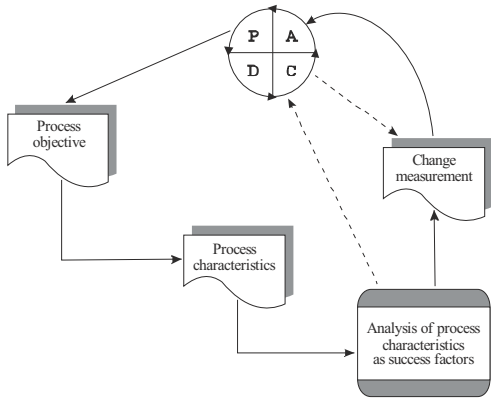 P A
D C
Process
objective
Change
measurement
Process
characteristics
Analysis of process
characteristics
as success factors